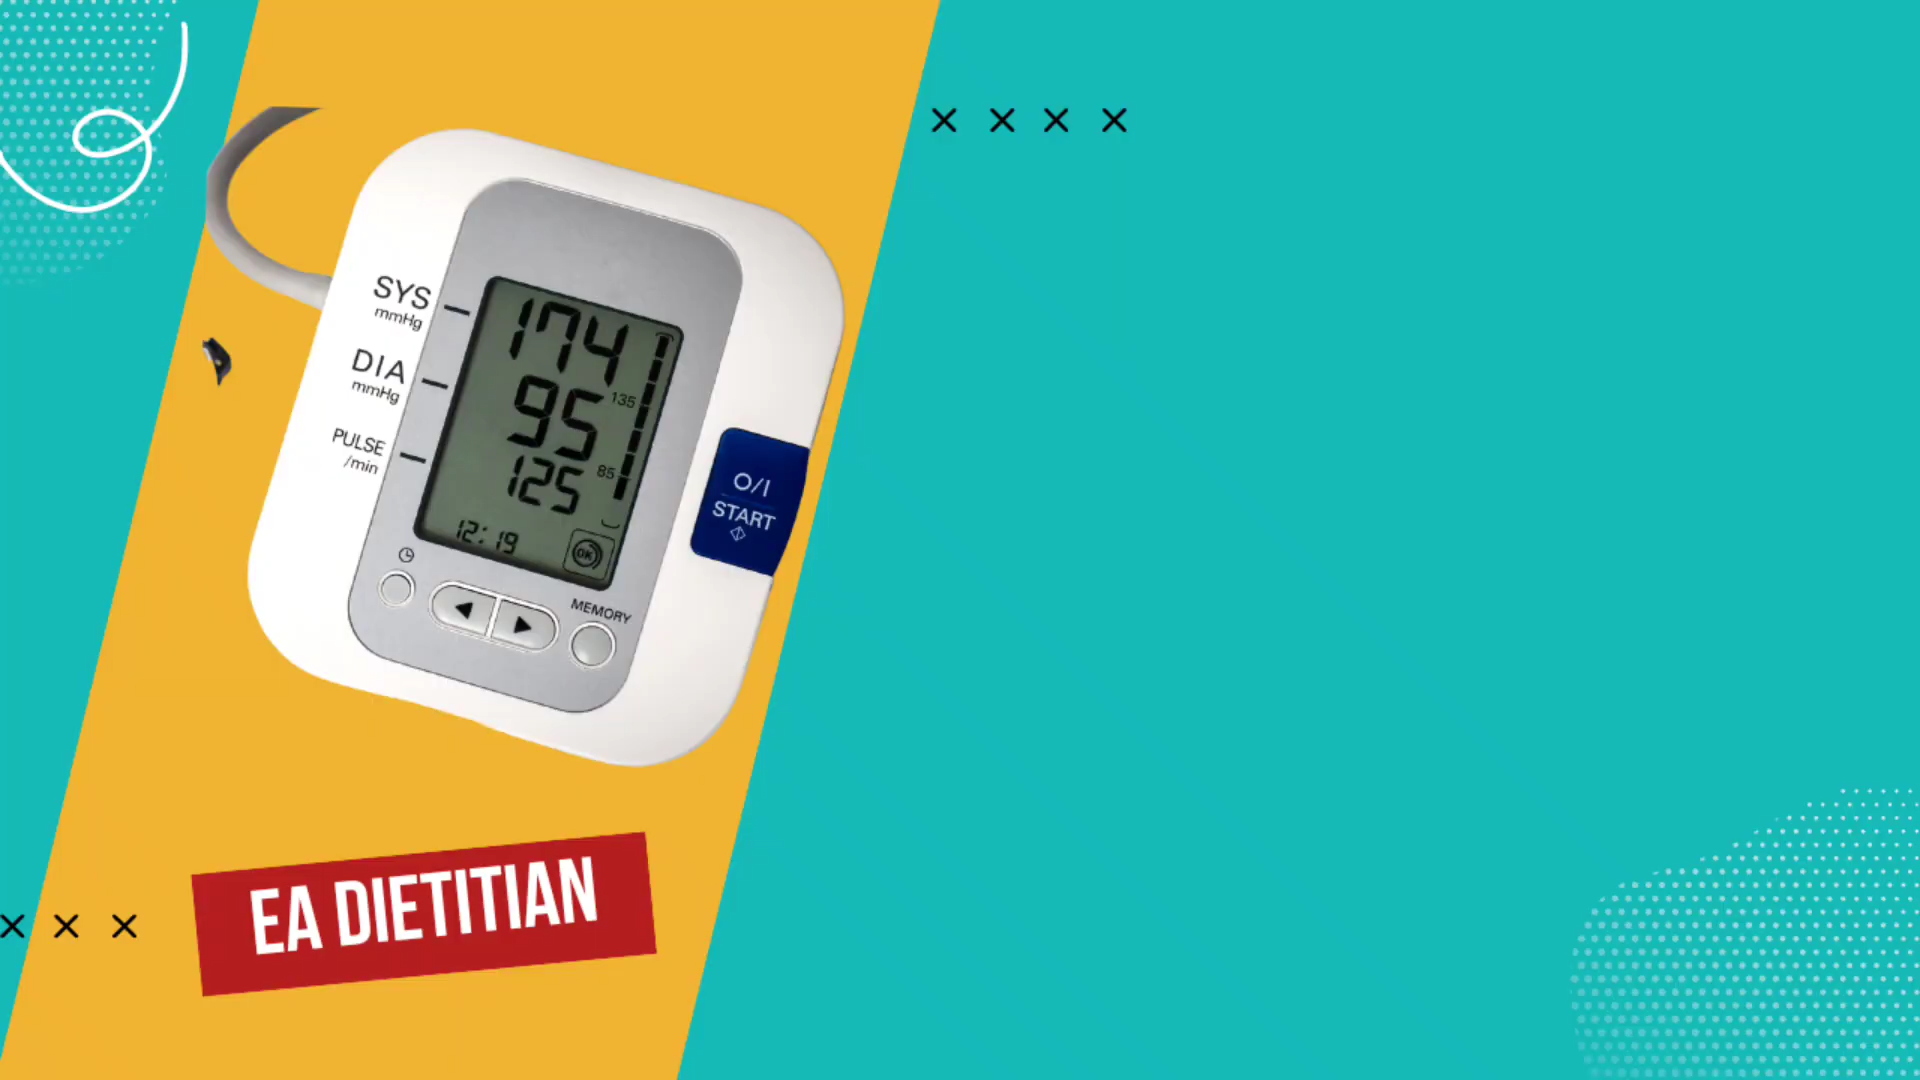 SYS
mmHg
174
DIA
mmHg
95
135
PULSE
/min
125
85
12:19
OK
O/I
START
MEMORY
EA DIETITIAN